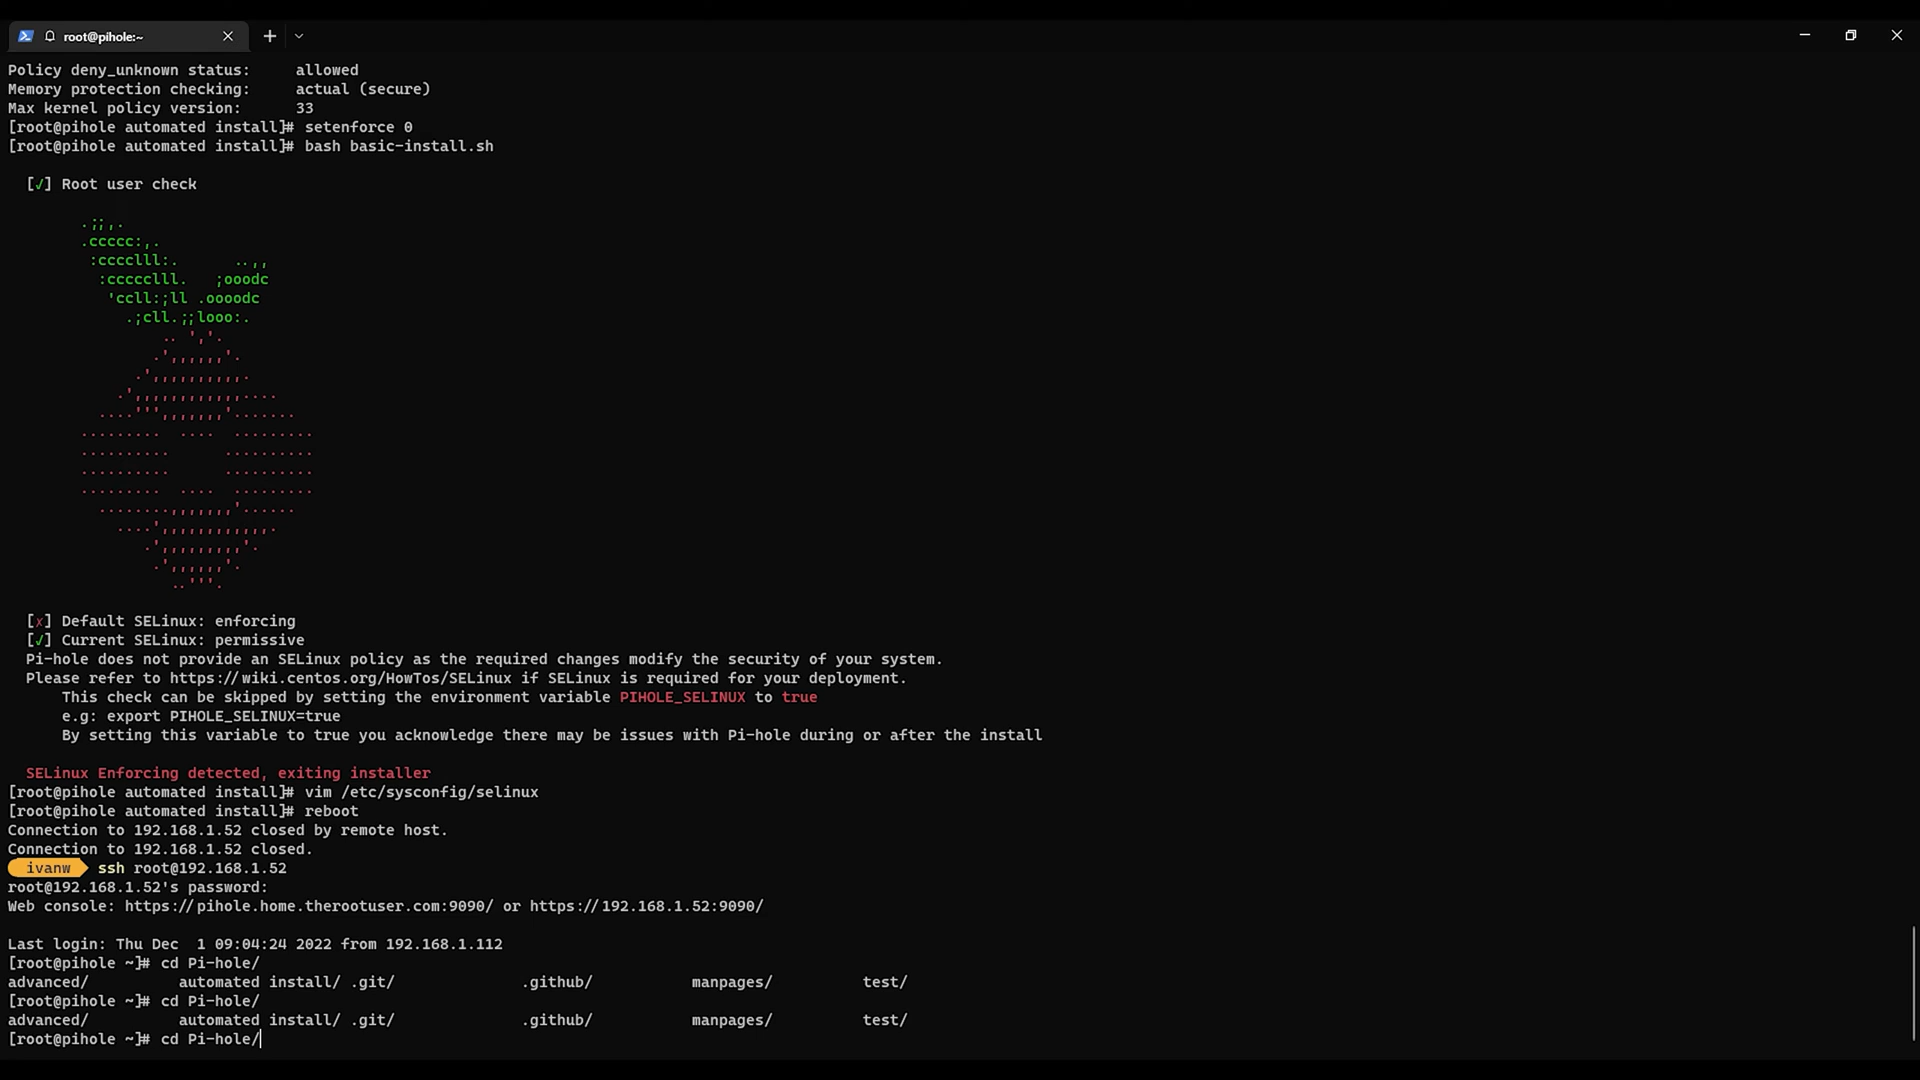 root@pihole:~
Policy deny_unknown status:     allowed
Memory protection checking:     actual (secure)
Max kernel policy version:      33
[root@pihole automated install]# setenforce 0
[root@pihole automated install]# bash basic-install.sh
  [✓] Root user check
        .;;,.
        .ccccc:,.
         :cccclll:.      ..,,
          :ccccclll.   ;ooodc
           'ccll:;ll .oooodc
             .;cll.;;looo:.
                 .. ','.
                .',,,,,,'.
              .',,,,,,,,,,.
            .',,,,,,,,,,,,....
          ....''',,,,,,,'.......
        .........  ....  .........
        ..........      ..........
        ..........      ..........
        .........  ....  .........
          ........,,,,,,,'......
            ....',,,,,,,,,,,,.
               .',,,,,,,,,'.
                .',,,,,,'.
                  ..'''.
  [✗] Default SELinux: enforcing
  [✓] Current SELinux: permissive
  Pi-hole does not provide an SELinux policy as the required changes modify the security of your system.
  Please refer to https://wiki.centos.org/HowTos/SELinux if SELinux is required for your deployment.
      This check can be skipped by setting the environment variable PIHOLE_SELINUX to true
      e.g: export PIHOLE_SELINUX=true
      By setting this variable to true you acknowledge there may be issues with Pi-hole during or after the install
  SELinux Enforcing detected, exiting installer
[root@pihole automated install]# vim /etc/sysconfig/selinux
[root@pihole automated install]# reboot
Connection to 192.168.1.52 closed by remote host.
Connection to 192.168.1.52 closed.
ivanw ssh root@192.168.1.52
root@192.168.1.52's password:
Web console: https://pihole.home.therootuser.com:9090/ or https://192.168.1.52:9090/
Last login: Thu Dec  1 09:04:24 2022 from 192.168.1.112
[root@pihole ~]# cd Pi-hole/
advanced/          automated install/ .git/              .github/           manpages/          test/
[root@pihole ~]# cd Pi-hole/
advanced/          automated install/ .git/              .github/           manpages/          test/
[root@pihole ~]# cd Pi-hole/